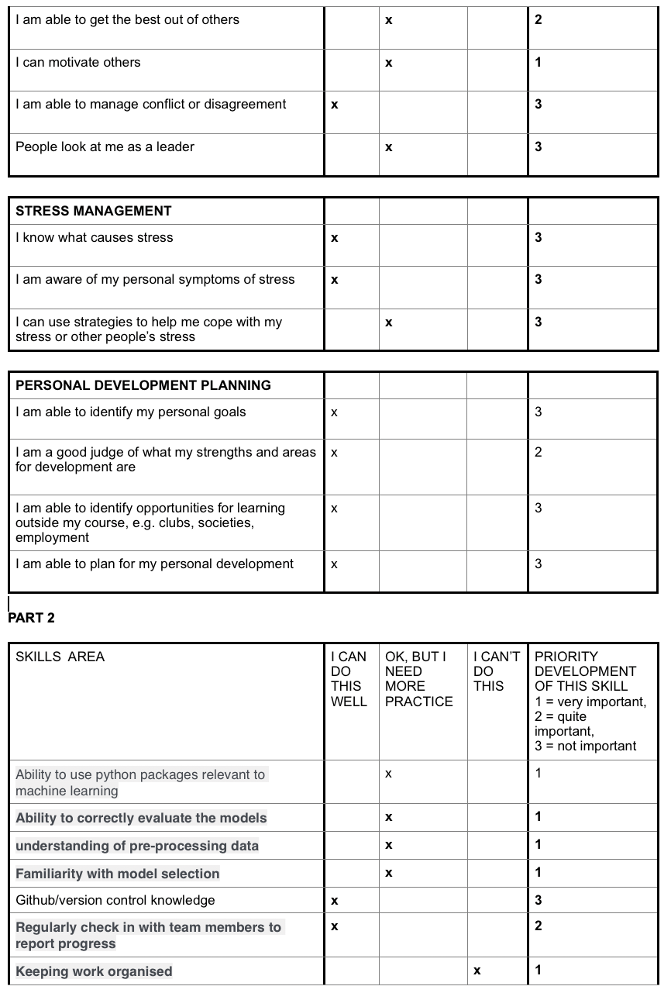 I am able to get the best out of others x 2
I can motivate others x 1
I am able to manage conflict or disagreement x 3
People look at me as a leader x 3
STRESS MANAGEMENT
I know what causes stress x 3
I am aware of my personal symptoms of stress x 3
I can use strategies to help me cope with my x 3
stress or other people’s stress
PERSONAL DEVELOPMENT PLANNING
I am able to identify my personal goals x 3
I am a good judge of what my strengths and areas x 2
for development are
I am able to identify opportunities for learning x 3
outside my course, e.g. clubs, societies,
employment
I am able to plan for my personal development x 3
PART 2
SKILLS AREA
I CAN
DO
THIS
WELL
OK, BUT I
NEED
MORE
PRACTICE
I CAN’T
DO
THIS
PRIORITY
DEVELOPMENT
OF THIS SKILL
1 = very important,
2 = quite
important,
3 = not important
Ability to use python packages relevant to x 1
machine learning
Ability to correctly evaluate the models x 1
understanding of pre-processing data x 1
Familiarity with model selection x 1
Github/version control knowledge x 3
Regularly check in with team members to x 2
report progress
Keeping work organised x 1